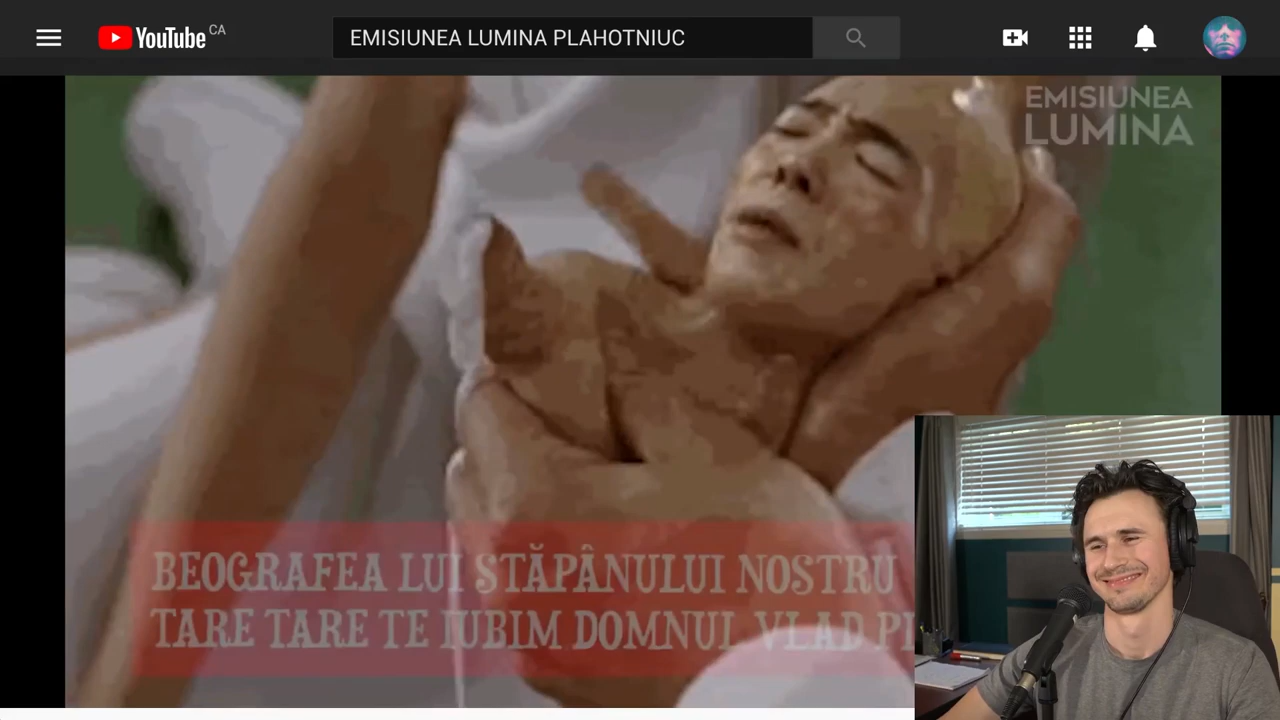 YouTube CA
EMISIUNEA LUMINA PLAHOTNIUC
EMISIUNEA
LUMINA
BEOGRAFEA LUI STĂPÂNULUI NOSTRU
TARE TARE TE IUBIM DOMNUL VLAD